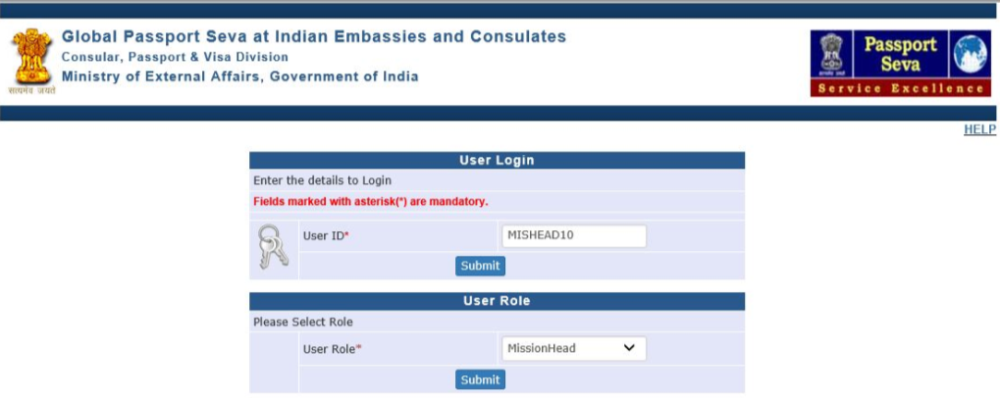 Global Passport Seva at Indian Embassies and Consulates
Consular, Passport & Visa Division
Ministry of External Affairs, Government of India
सत्यमेव जयते
Passport
Seva
Service Excellence
HELP
User Login
Enter the details to Login
Fields marked with asterisk(*) are mandatory.
User ID* MISHEAD10
Submit
User Role
Please Select Role
User Role* MissionHead
Submit